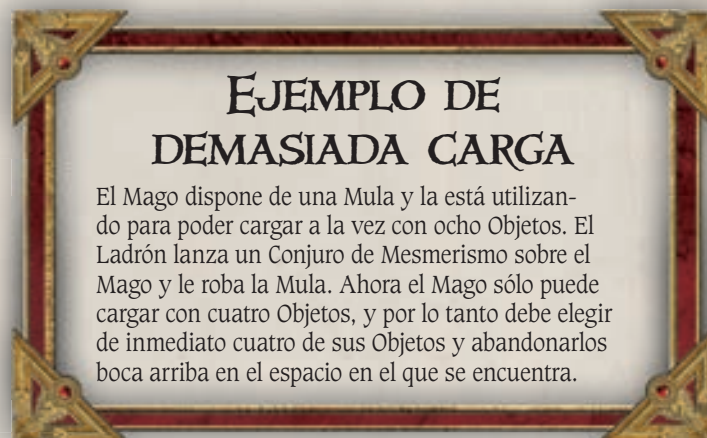 EJEMPLO DE
DEMASIADA CARGA
El Mago dispone de una Mula y la está utilizan-
do para poder cargar a la vez con ocho Objetos. El
Ladrón lanza un Conjuro de Mesmerismo sobre el
Mago y le roba la Mula. Ahora el Mago sólo puede
cargar con cuatro Objetos, y por lo tanto debe elegir
de inmediato cuatro de sus Objetos y abandonarlos
boca arriba en el espacio en el que se encuentra.